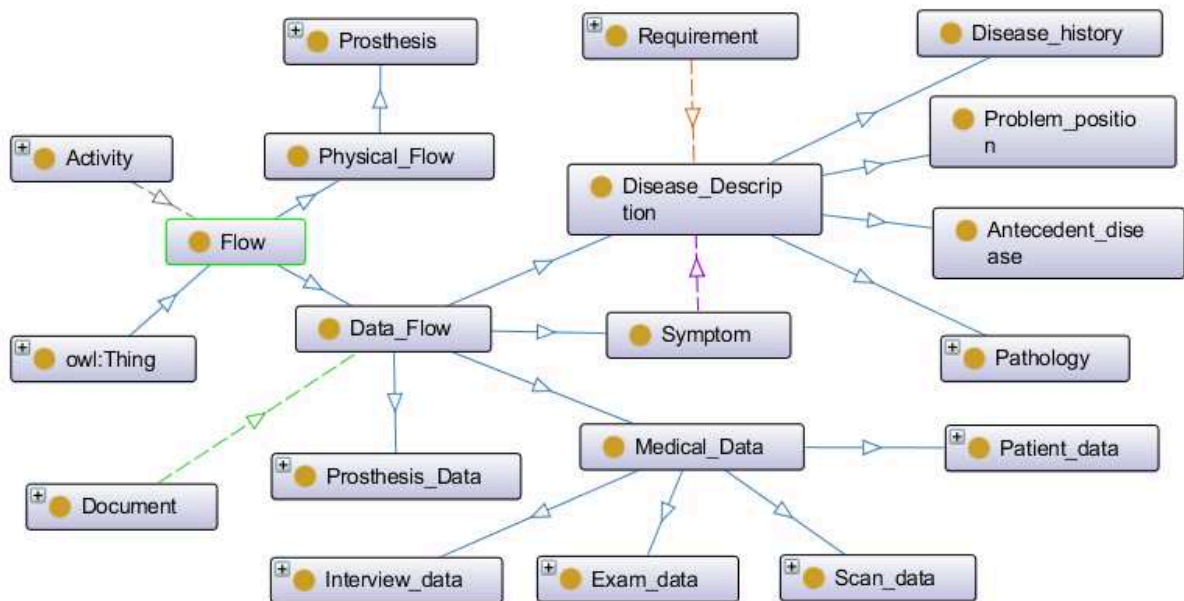 Prosthesis
Requirement
Disease_history
Problem_positio
n
Activity
Physical_Flow
Disease_Descrip
tion
Flow
Antecedent_dise
ase
Data_Flow
Symptom
owl:Thing
Pathology
Medical_Data
Patient_data
Prosthesis_Data
Document
Interview_data
Exam_data
Scan_data